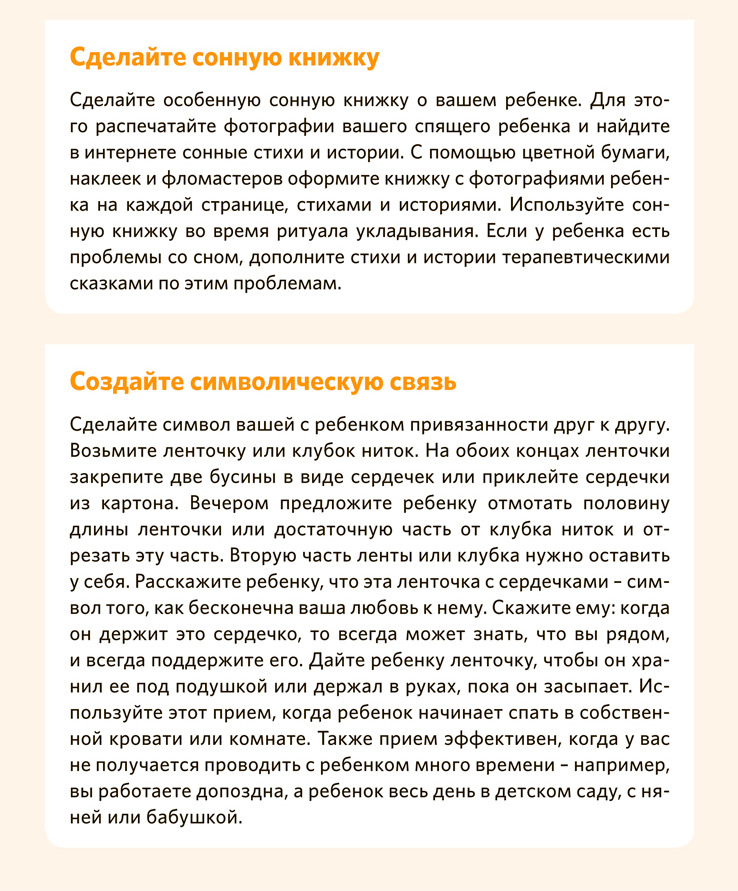 Сделайте сонную книжку
Сделайте особенную сонную книжку о вашем ребенке. Для это-
го распечатайте фотографии вашего спящего ребенка и найдите
в интернете сонные стихи и истории. С помощью цветной бумаги,
наклеек и фломастеров оформите книжку с фотографиями ребен-
ка на каждой странице, стихами и историями. Используйте сон-
ную книжку во время ритуала укладывания. Если у ребенка есть
проблемы со сном, дополните стихи и истории терапевтическими
сказками по этим проблемам.
Создайте символическую связь
Сделайте символ вашей с ребенком привязанности друг к другу.
Возьмите ленточку или клубок ниток. На обоих концах ленточки
закрепите две бусины в виде сердечек или приклейте сердечки
из картона. Вечером предложите ребенку отмотать половину
длины ленточки или достаточную часть от клубка ниток и от-
резать эту часть. Вторую часть ленты или клубка нужно оставить
у себя. Расскажите ребенку, что эта ленточка с сердечками – сим-
вол того, как бесконечна ваша любовь к нему. Скажите ему: когда
он держит это сердечко, то всегда может знать, что вы рядом,
и всегда поддержите его. Дайте ребенку ленточку, чтобы он хра-
нил ее под подушкой или держал в руках, пока он засыпает. Ис-
пользуйте этот прием, когда ребенок начинает спать в собствен-
ной кровати или комнате. Также прием эффективен, когда у вас
не получается проводить с ребенком много времени – например,
вы работаете допоздна, а ребенок весь день в детском саду, с ня-
ней или бабушкой.